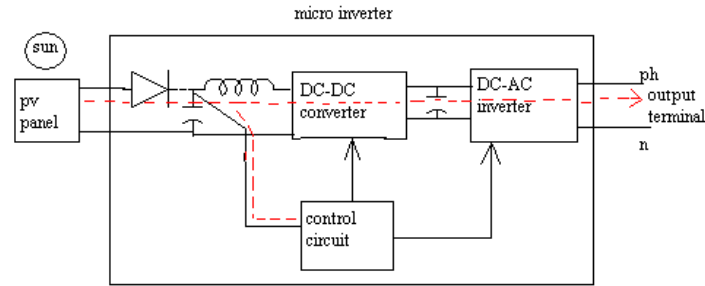 micro inverter
sun
pv
panel
DC-DC
converter
DC-AC
inverter
ph
output
terminal
n
control
circuit